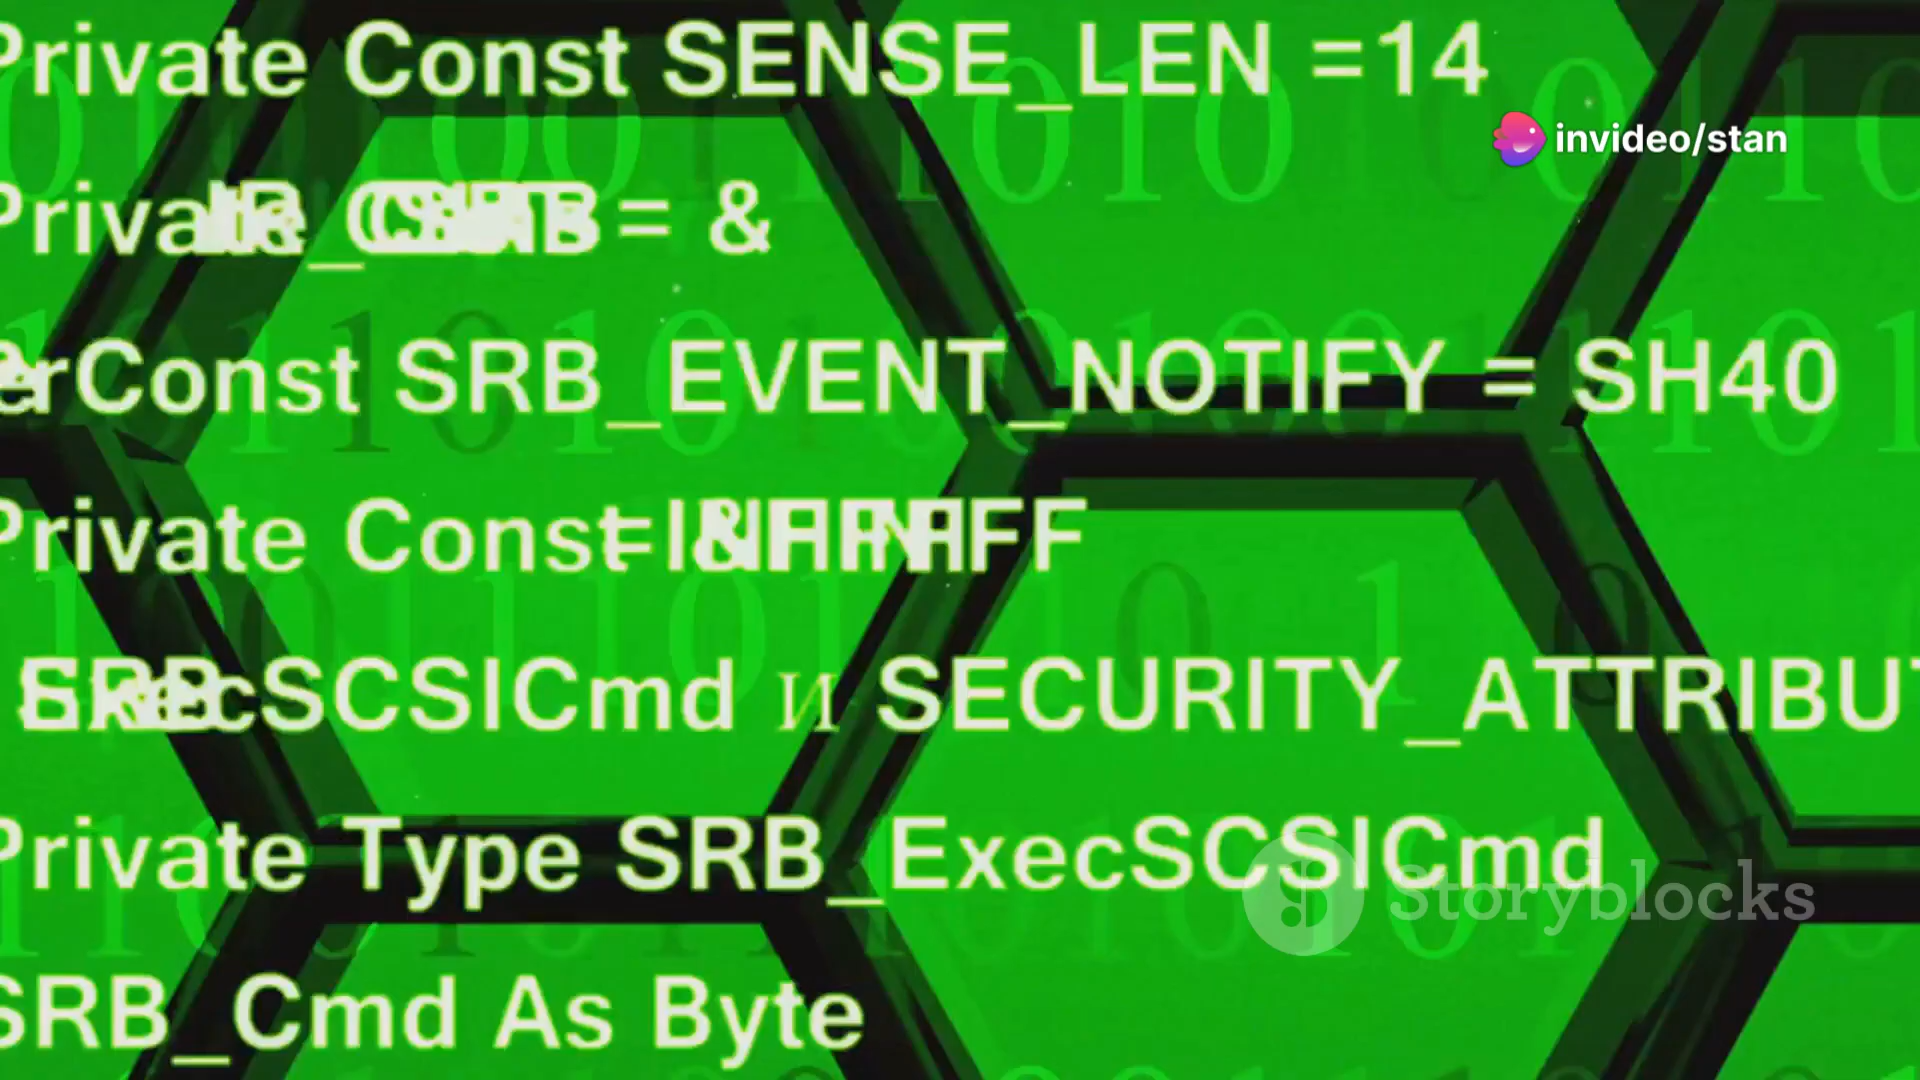 Private Const SENSE_LEN =14
invideo/stan
= &
Const SRB_EVENT_NOTIFY = SH40
Private Const
SCSICmd И SECURITY_ATTRIBUT
Private Type SRB_ExecSCSICmd
Storyblocks
SRB_Cmd As Byte